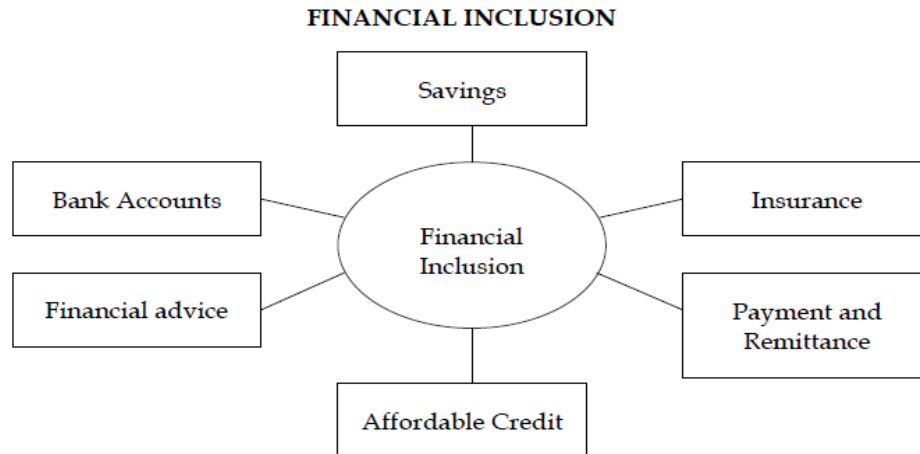 FINANCIAL INCLUSION
Savings
Bank Accounts
Insurance
Financial
Inclusion
Financial advice
Payment and
Remittance
Affordable Credit